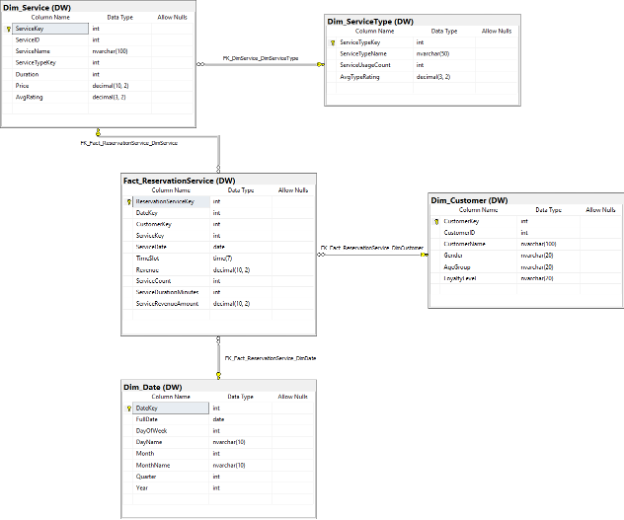 Dim_Service (DW)
Column Name Data Type Allow Nulls
ServiceKey int
ServiceID int
ServiceName nvarchar(100)
ServiceTypeKey int
Duration int
Price decimal(10, 2)
AvgRating decimal(3, 2)
FK_DimService_DimServiceType
Dim_ServiceType (DW)
Column Name Data Type Allow Nulls
ServiceTypeKey int
ServiceTypeName nvarchar(50)
ServiceUsageCount int
AvgTypeRating decimal(3, 2)
FK_Fact_ReservationService_DimService
Fact_ReservationService (DW)
Column Name Data Type Allow Nulls
ReservationServiceKey int
DateKey int
CustomerKey int
ServiceKey int
ServiceDate date
TimeSlot time(7)
Revenue decimal(10, 2)
ServiceCount int
ServiceDurationMinutes int
ServiceRevenueAmount decimal(10, 2)
FK_Fact_ReservationService_DimCustomer
Dim_Customer (DW)
Column Name Data Type Allow Nulls
CustomerKey int
CustomerID int
CustomerName nvarchar(100)
Gender nvarchar(20)
AgeGroup nvarchar(20)
LoyaltyLevel nvarchar(20)
FK_Fact_ReservationService_DimDate
Dim_Date (DW)
Column Name Data Type Allow Nulls
DateKey int
FullDate date
DayOfWeek int
DayName nvarchar(10)
Month int
MonthName nvarchar(10)
Quarter int
Year int